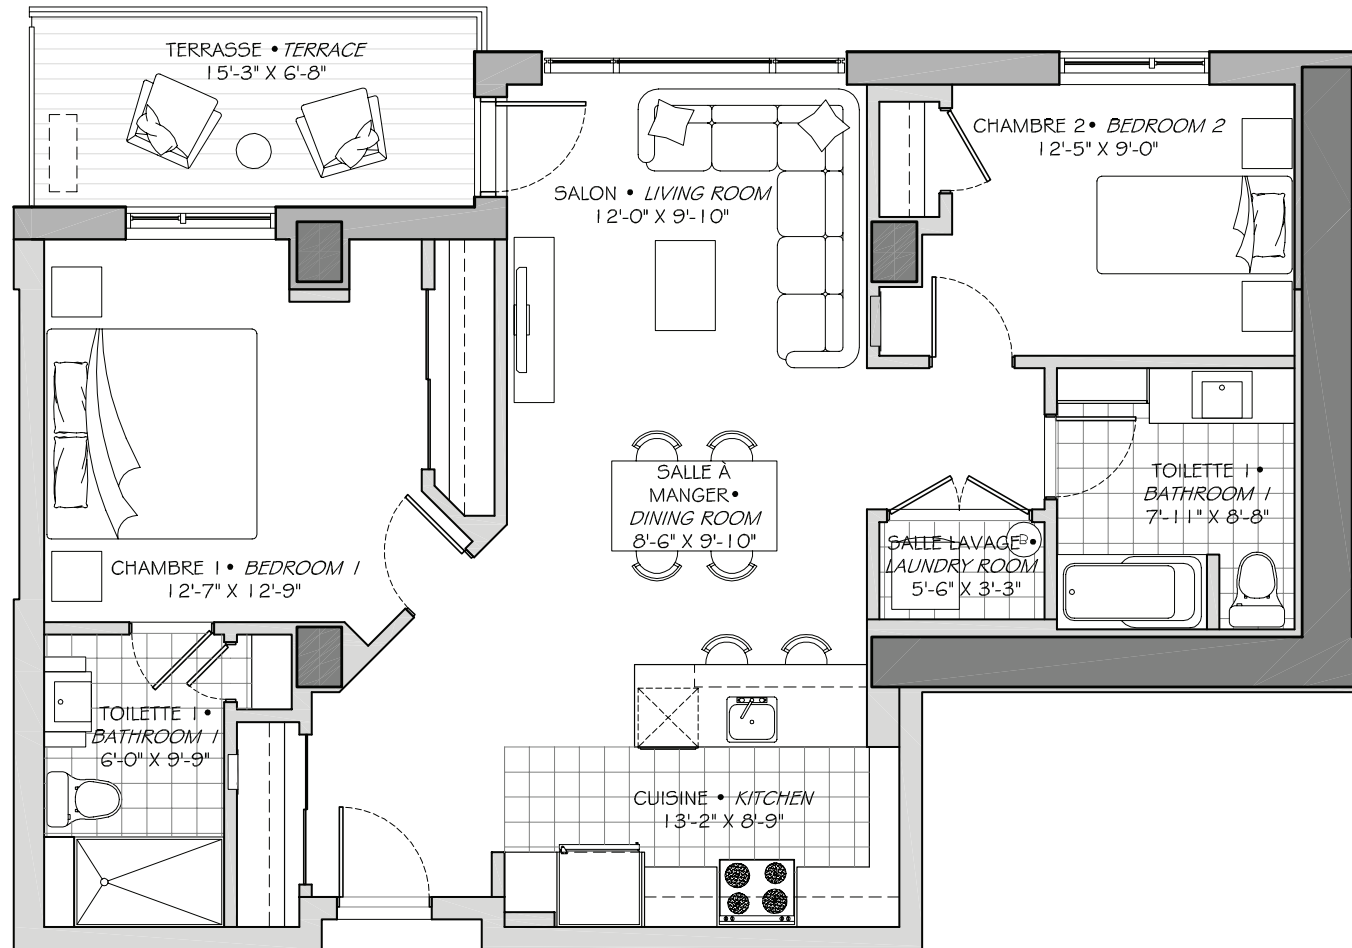 TERRASSE • TERRACE
15'-3" X 6'-8"
CHAMBRE 2 • BEDROOM 2
12'-5" X 9'-0"
SALON • LIVING ROOM
12'-0" X 9'-10"
SALLE À
MANGER •
DINING ROOM
8'-6" X 9'-10"
TOILETTE 1 •
BATHROOM 1
7'-11" X 8'-8"
SALLE LAVAGE •
LAUNDRY ROOM
5'-6" X 3'-3"
B
CHAMBRE 1 • BEDROOM 1
12'-7" X 12'-9"
TOILETTE 1 •
BATHROOM 1
6'-0" X 9'-9"
CUISINE • KITCHEN
13'-2" X 8'-9"